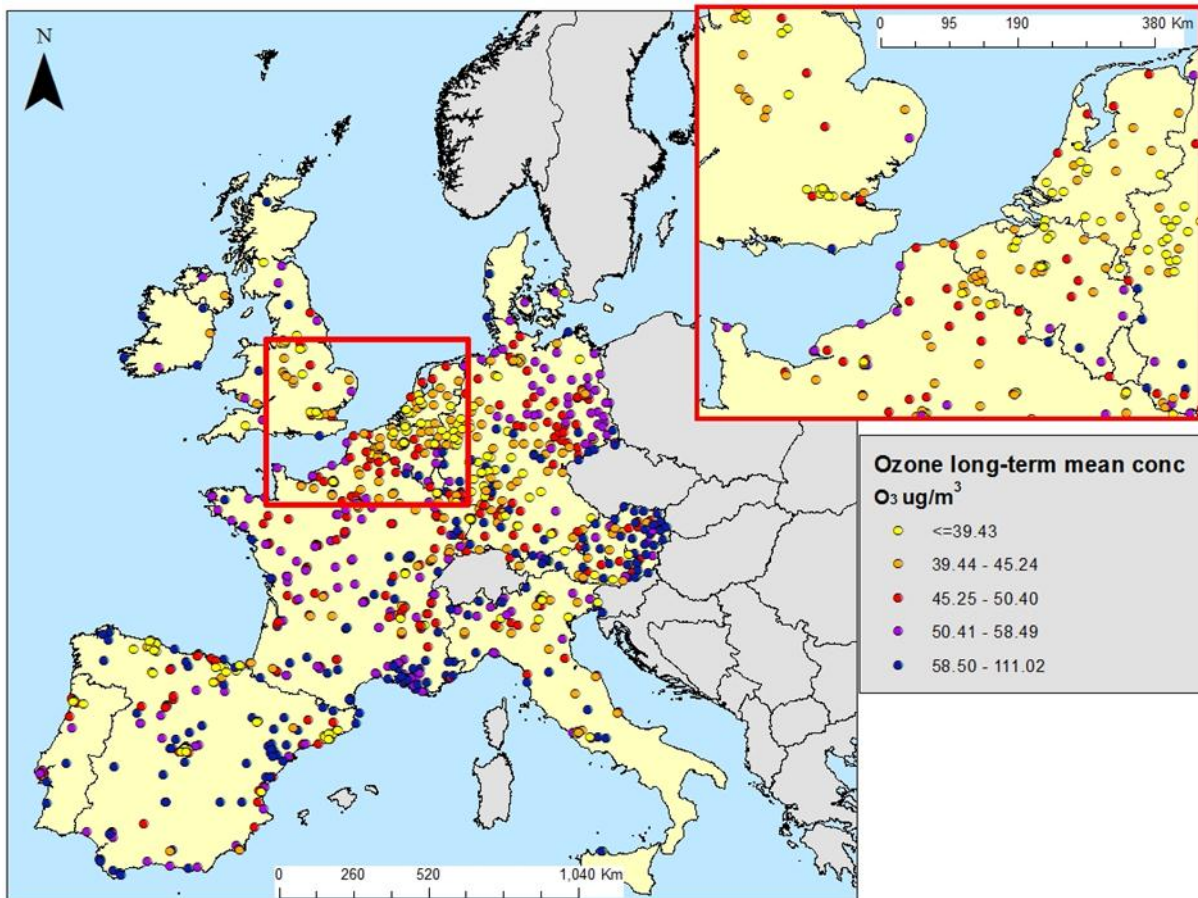 N
0 95 190 380 Km
Ozone long-term mean conc
O3 ug/m3
<=39.43
39.44 - 45.24
45.25 - 50.40
50.41 - 58.49
58.50 - 111.02
0 260 520 1,040 Km